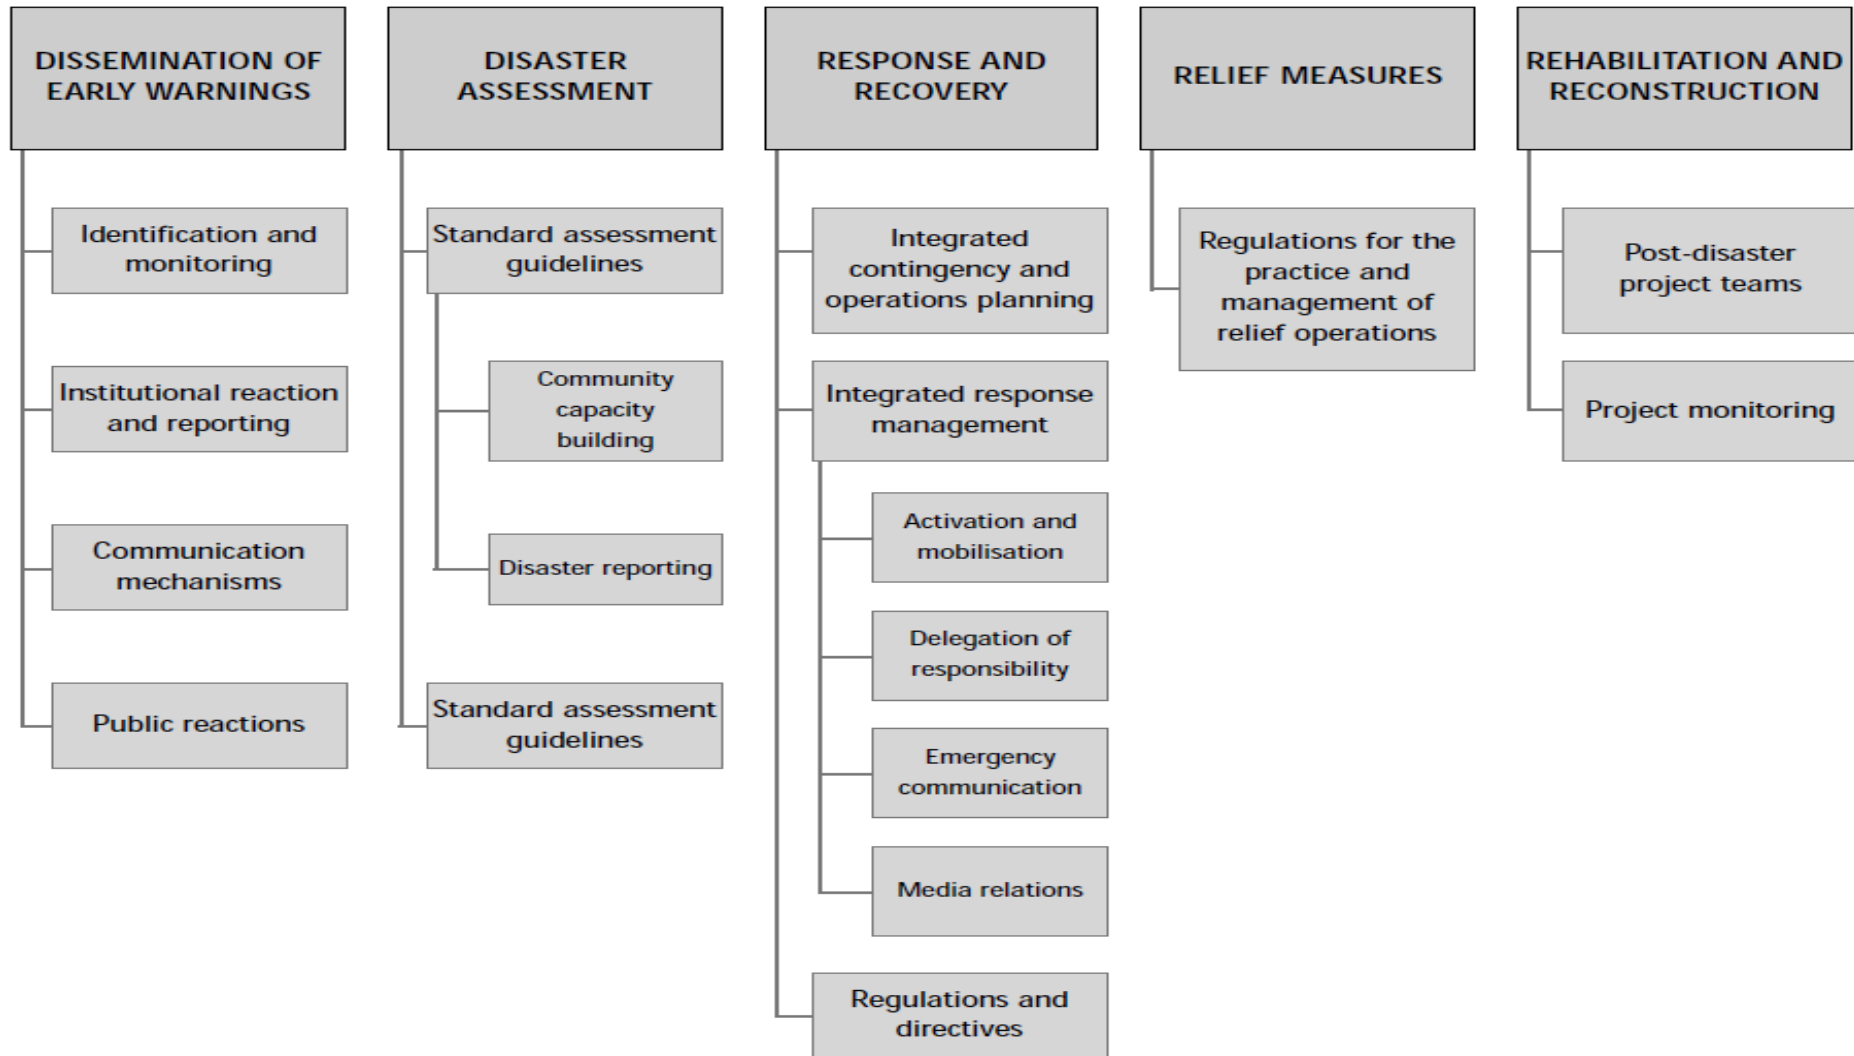 DISSEMINATION OF
EARLY WARNINGS
Identification and
monitoring
Institutional reaction
and reporting
Communication
mechanisms
Public reactions
DISASTER
ASSESSMENT
Standard assessment
guidelines
Community
capacity
building
Disaster reporting
Standard assessment
guidelines
RESPONSE AND
RECOVERY
Integrated
contingency and
operations planning
Integrated response
management
Activation and
mobilisation
Delegation of
responsibility
Emergency
communication
Media relations
Regulations and
directives
RELIEF MEASURES
Regulations for the
practice and
management of
relief operations
REHABILITATION AND
RECONSTRUCTION
Post-disaster
project teams
Project monitoring